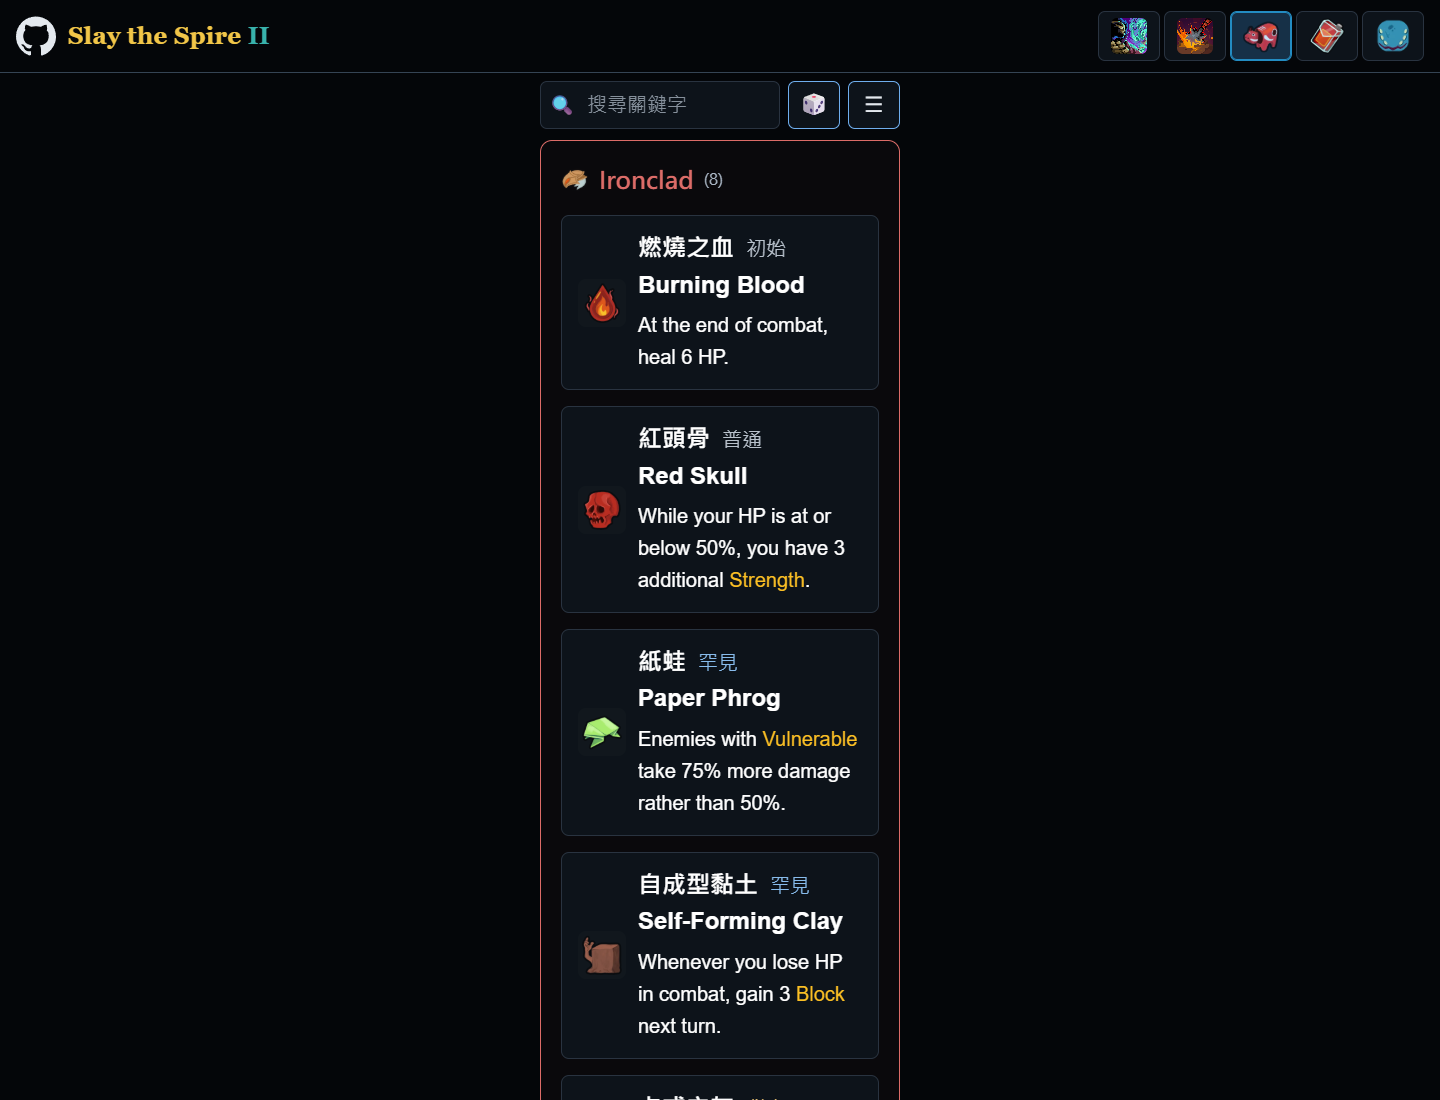 Slay the Spire II
搜尋關鍵字
Ironclad (8)
燃燒之血 初始
Burning Blood
At the end of combat,
heal 6 HP.
紅頭骨 普通
Red Skull
While your HP is at or
below 50%, you have 3
additional Strength.
紙蛙 罕見
Paper Phrog
Enemies with Vulnerable
take 75% more damage
rather than 50%.
自成型黏土 罕見
Self-Forming Clay
Whenever you lose HP
in combat, gain 3 Block
next turn.